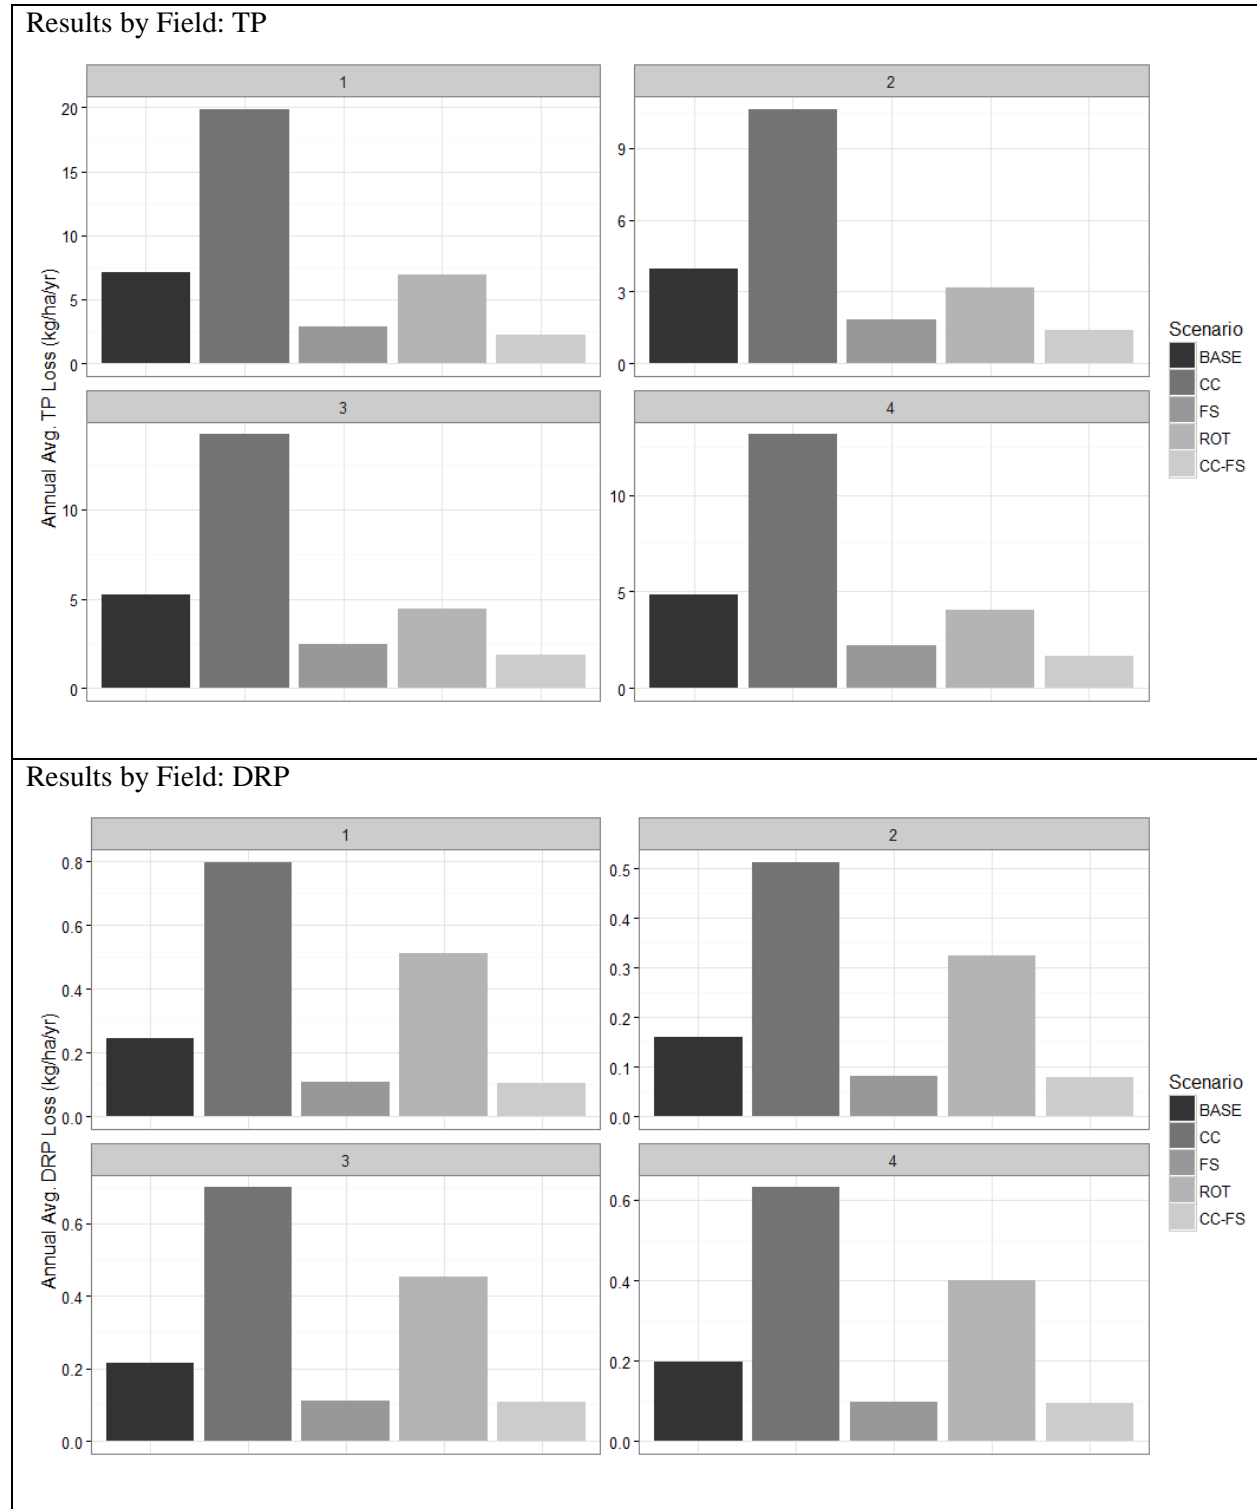 Results by Field: TP
Annual Avg. TP Loss (kg/ha/yr)
1
20
15
10
5
0
2
9
6
3
0
3
10
5
0
4
10
5
0
Scenario
BASE
CC
FS
ROT
CC-FS
Results by Field: DRP
Annual Avg. DRP Loss (kg/ha/yr)
1
0.8
0.6
0.4
0.2
0.0
2
0.5
0.4
0.3
0.2
0.1
0.0
3
0.6
0.4
0.2
0.0
4
0.6
0.4
0.2
0.0
Scenario
BASE
CC
FS
ROT
CC-FS